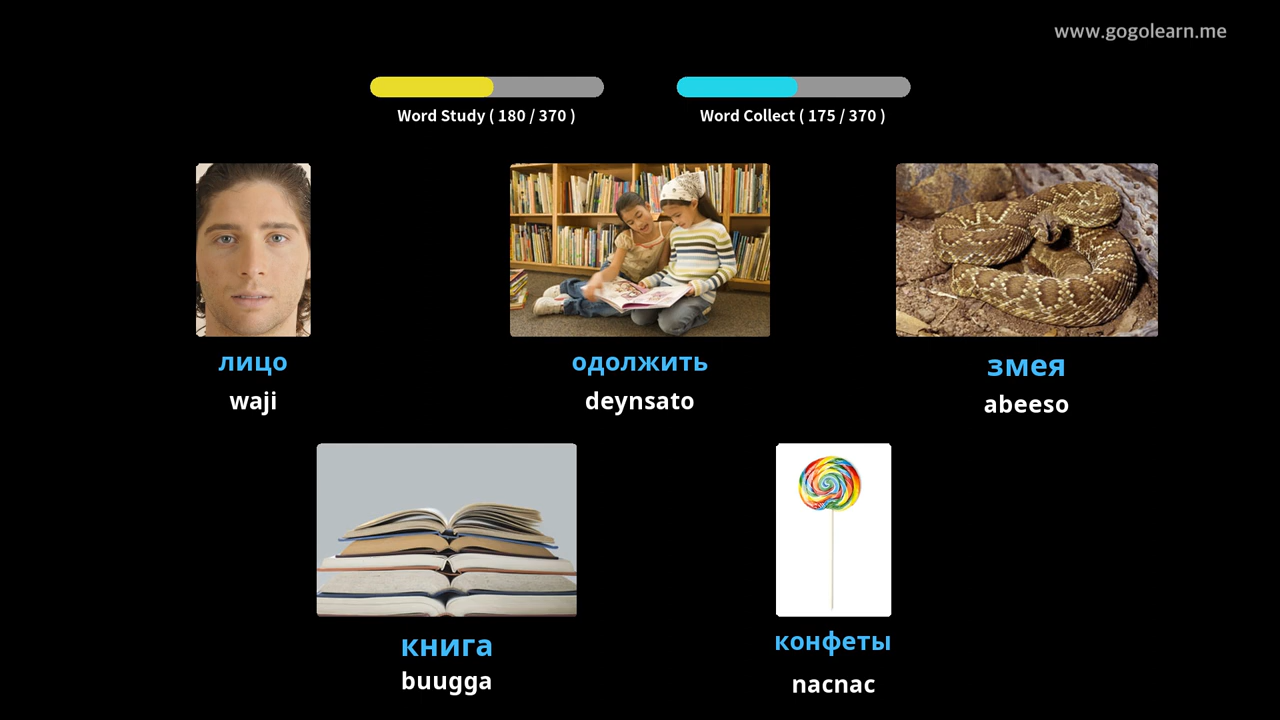 www.gogolearn.me
Word Study ( 180 / 370 )
Word Collect ( 175 / 370 )
лицо
waji
одолжить
deynsato
змея
abeeso
книга
buugga
конфеты
nacnac